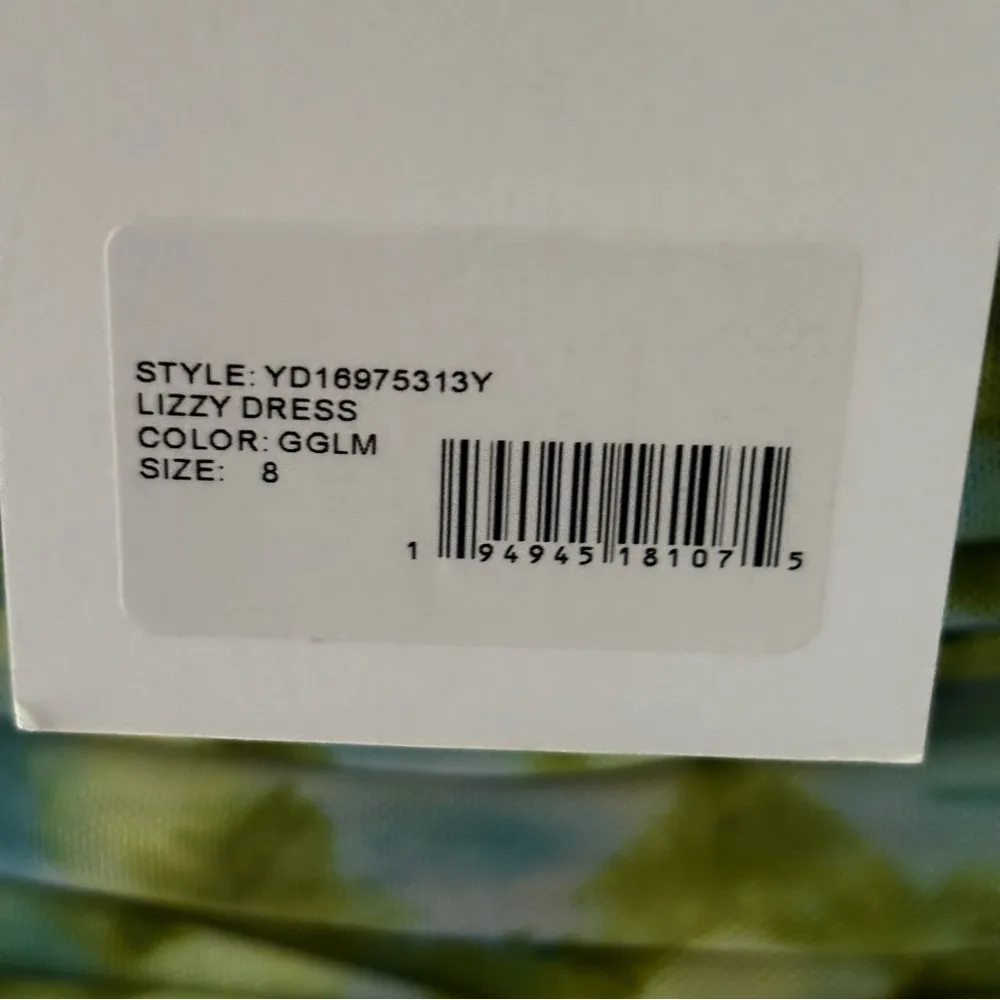 STYLE: YD16975313Y
LIZZY DRESS
COLOR: GGLM
SIZE: 8
1 94945 18107 5